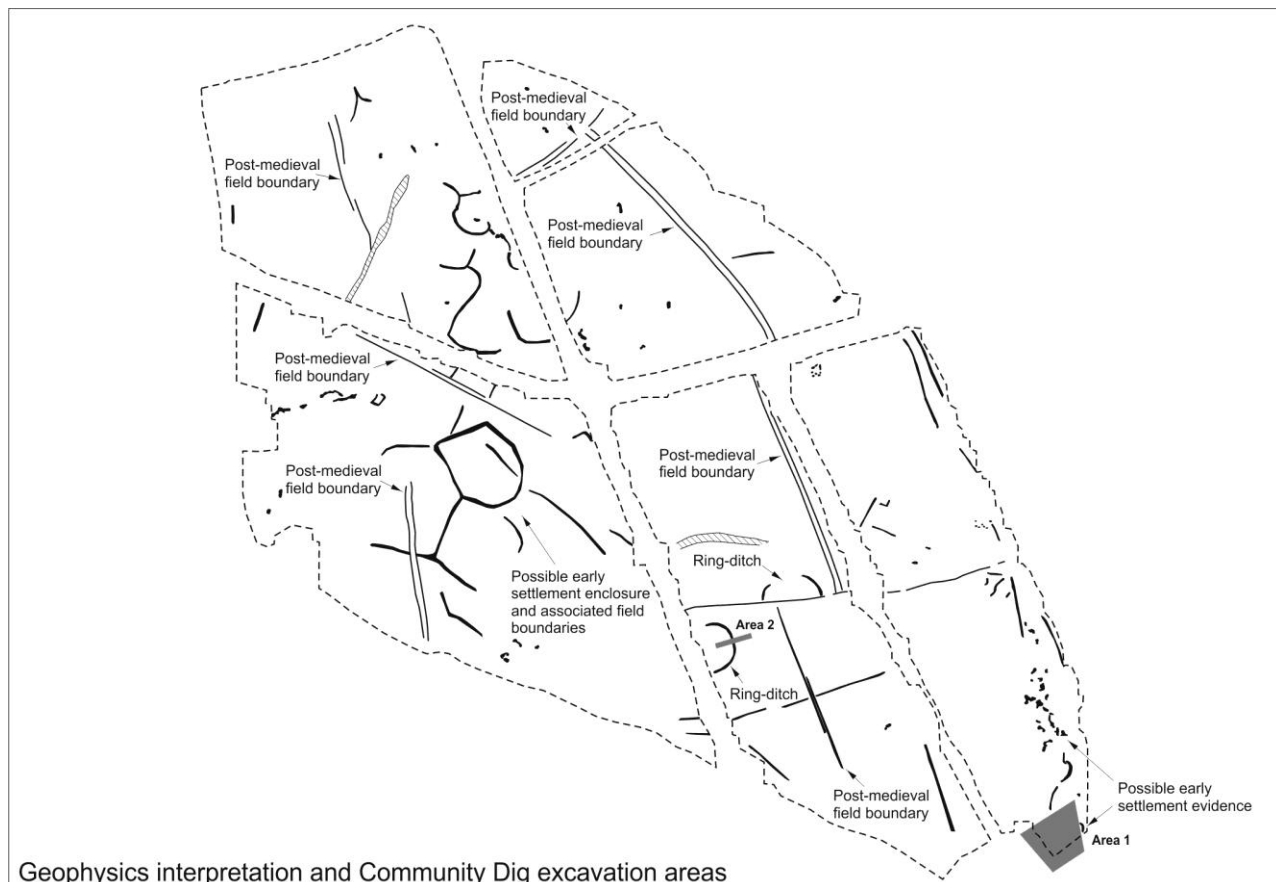 Post-medieval
field boundary
Post-medieval
field boundary
Post-medieval
field boundary
Post-medieval
field boundary
Post-medieval
field boundary
Post-medieval
field boundary
Ring-ditch
Possible early
settlement enclosure
and associated field
boundaries
Area 2
Ring-ditch
Post-medieval
field boundary
Possible early
settlement evidence
Area 1
Geophysics interpretation and Community Dig excavation areas